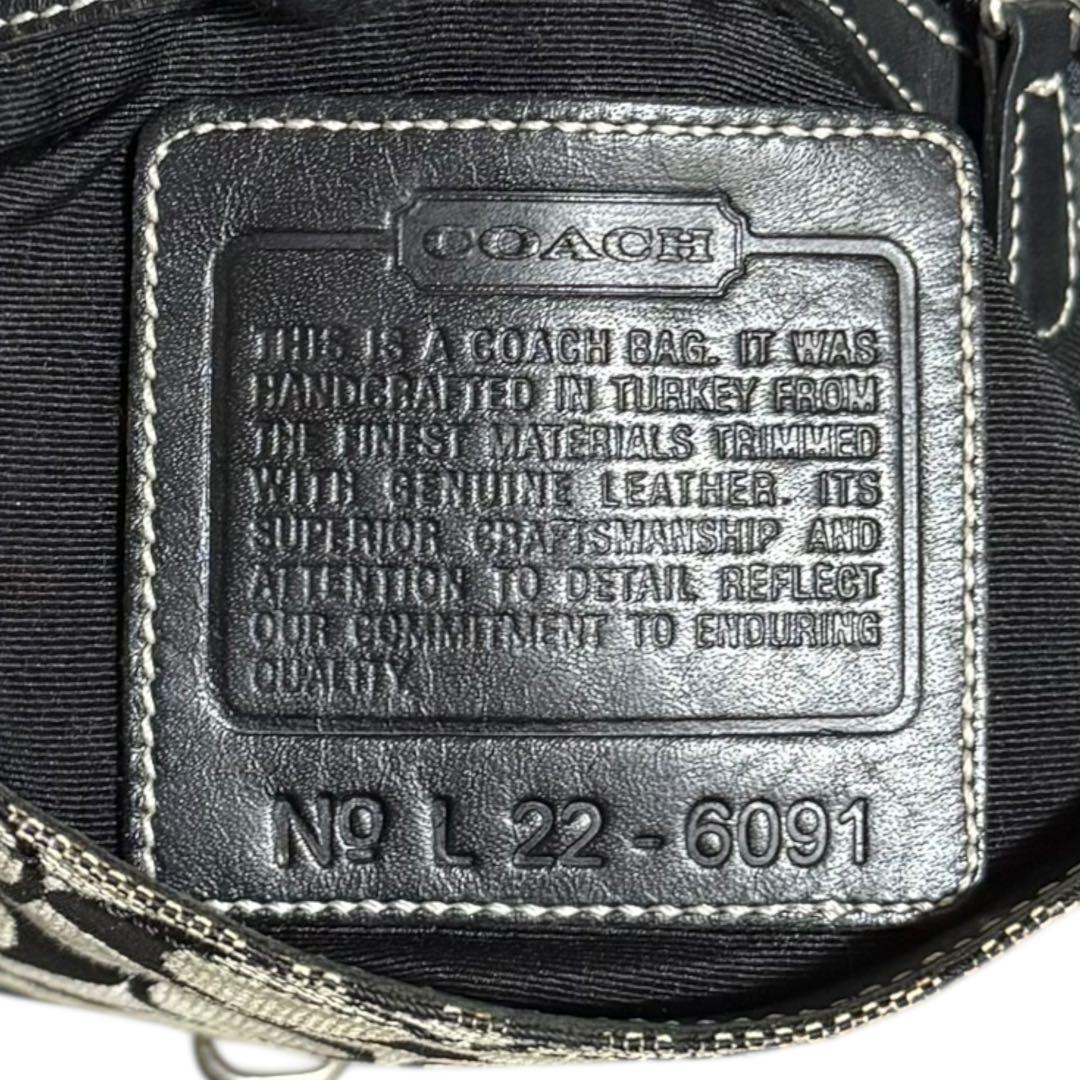 COACH
THIS IS A COACH BAG. IT WAS
HANDCRAFTED IN TURKEY FROM
THE FINEST MATERIALS TRIMMED
WITH GENUINE LEATHER. ITS
SUPERIOR CRAFTSMANSHIP AND
ATTENTION TO DETAIL REFLECT
OUR COMMITMENT TO ENDURING
QUALITY.
Nº L 22 - 6091